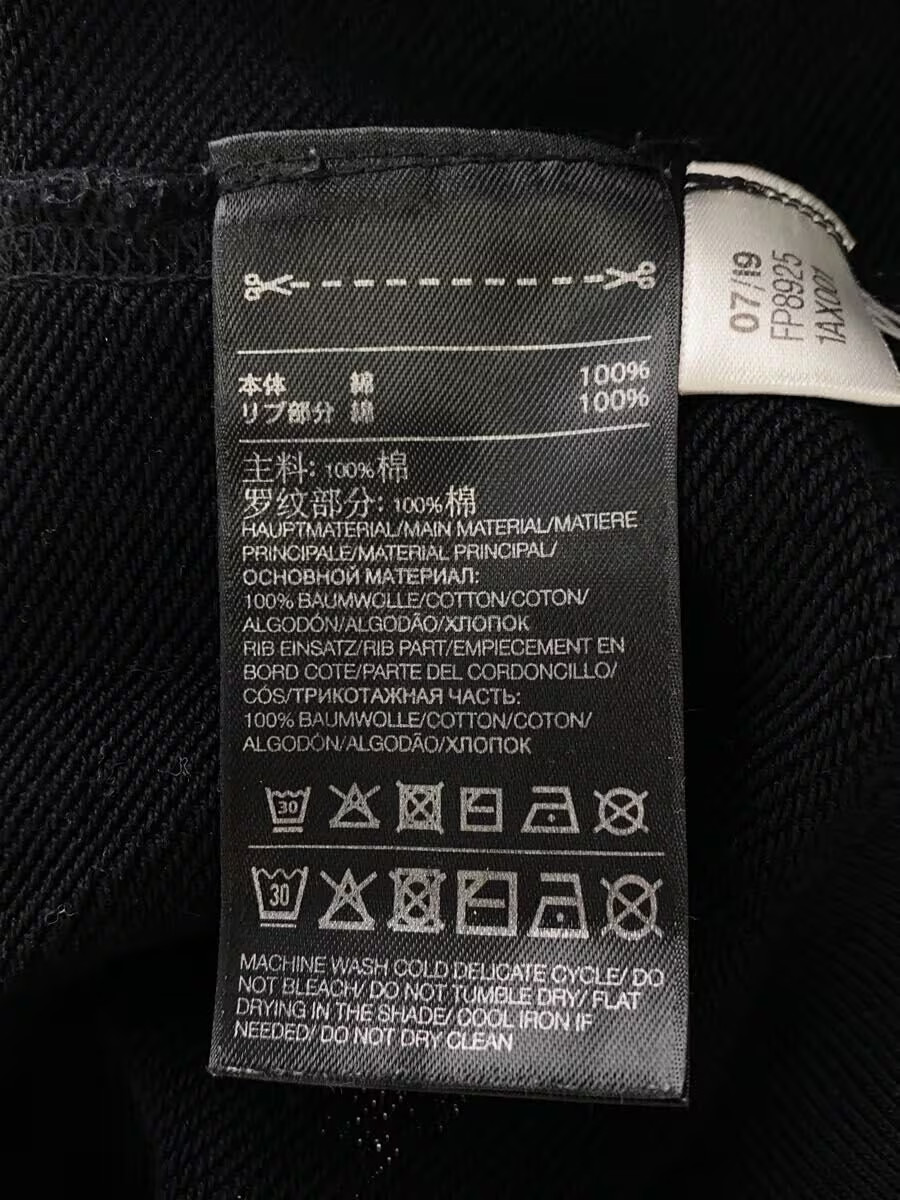 本体 綿 100%
リブ部分 綿 100%
主料: 100%棉
罗纹部分: 100%棉
HAUPTMATERIAL/MAIN MATERIAL/MATIERE
PRINCIPALE/MATERIAL PRINCIPAL/
ОСНОВНОЙ МАТЕРИАЛ:
100% BAUMWOLLE/COTTON/COTON/
ALGODÓN/ALGODÃO/ХЛОПОК
RIB EINSATZ/RIB PART/EMPIECEMENT EN
BORD COTE/PARTE DEL CORDONCILLO/
CÓS/ТРИКОТАЖНАЯ ЧАСТЬ:
100% BAUMWOLLE/COTTON/COTON/
ALGODÓN/ALGODÃO/ХЛОПОК
30
30
MACHINE WASH COLD DELICATE CYCLE/ DO
NOT BLEACH/ DO NOT TUMBLE DRY/ FLAT
DRYING IN THE SHADE/ COOL IRON IF
NEEDED/ DO NOT DRY CLEAN
07/19
FP8925
1AX001